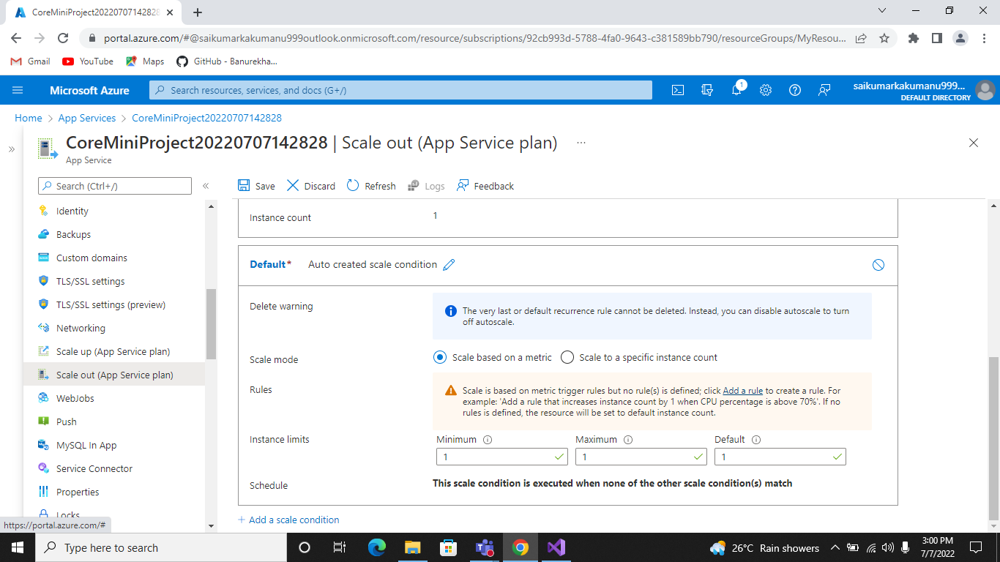 CoreMiniProject20220707142828
portal.azure.com/#@saikumarkakumanu999outlook.onmicrosoft.com/resource/subscriptions/92cb993d-5788-4fa0-9643-c381589bb790/resourceGroups/MyResou...
Gmail
YouTube
Maps
GitHub - Banurekha...
Microsoft Azure
Search resources, services, and docs (G+/)
1
saikumarkakumanu999...
DEFAULT DIRECTORY
Home > App Services > CoreMiniProject20220707142828
CoreMiniProject20220707142828 | Scale out (App Service plan) ...
App Service
Search (Ctrl+/)
«
»
Save
Discard
Refresh
Logs
Feedback
Identity
Backups
Custom domains
TLS/SSL settings
TLS/SSL settings (preview)
Networking
Scale up (App Service plan)
Scale out (App Service plan)
WebJobs
Push
MySQL In App
Service Connector
Properties
Locks
https://portal.azure.com/#
Instance count
1
Default*
Auto created scale condition
Delete warning
The very last or default recurrence rule cannot be deleted. Instead, you can disable autoscale to turn
off autoscale.
Scale mode
Scale based on a metric
Scale to a specific instance count
Rules
Scale is based on metric trigger rules but no rule(s) is defined; click Add a rule to create a rule. For
example: 'Add a rule that increases instance count by 1 when CPU percentage is above 70%'. If no
rules is defined, the resource will be set to default instance count.
Instance limits
Minimum
Maximum
Default
1
1
1
Schedule
This scale condition is executed when none of the other scale condition(s) match
+ Add a scale condition
Type here to search
26°C Rain showers
3:00 PM
7/7/2022